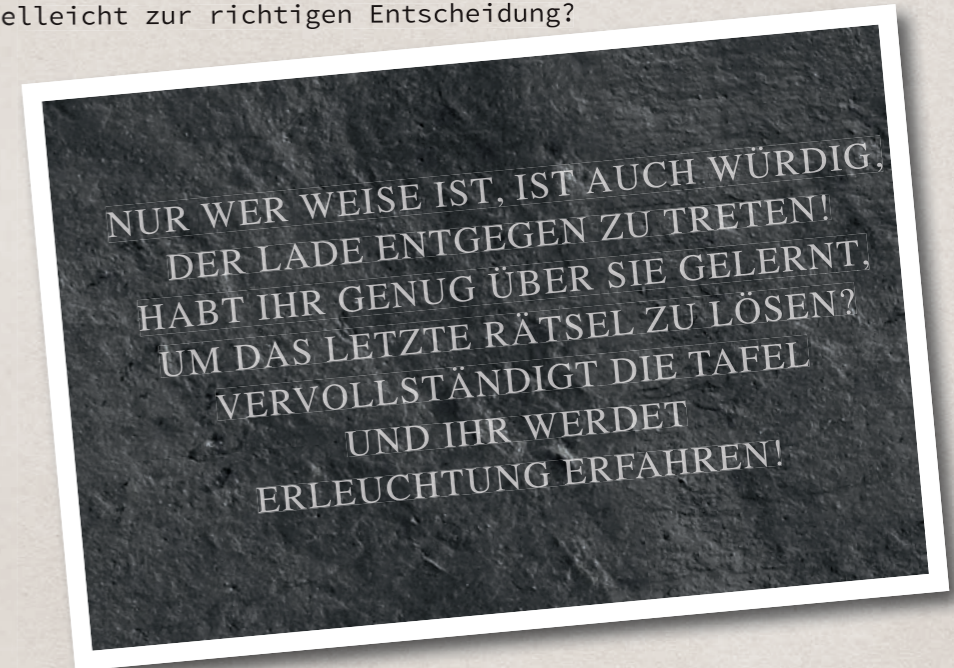 elleicht zur richtigen Entscheidung?
NUR WER WEISE IST, IST AUCH WÜRDIG,
DER LADE ENTGEGEN ZU TRETEN!
HABT IHR GENUG ÜBER SIE GELERNT,
UM DAS LETZTE RÄTSEL ZU LÖSEN?
VERVOLLSTÄNDIGT DIE TAFEL
UND IHR WERDET
ERLEUCHTUNG ERFAHREN!